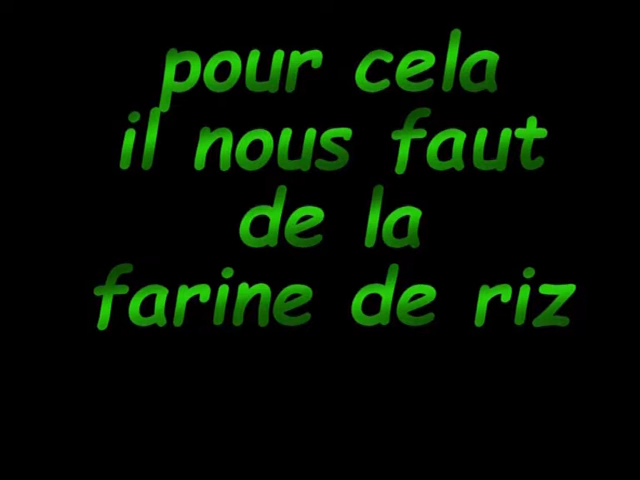 pour cela
il nous faut
de la
farine de riz